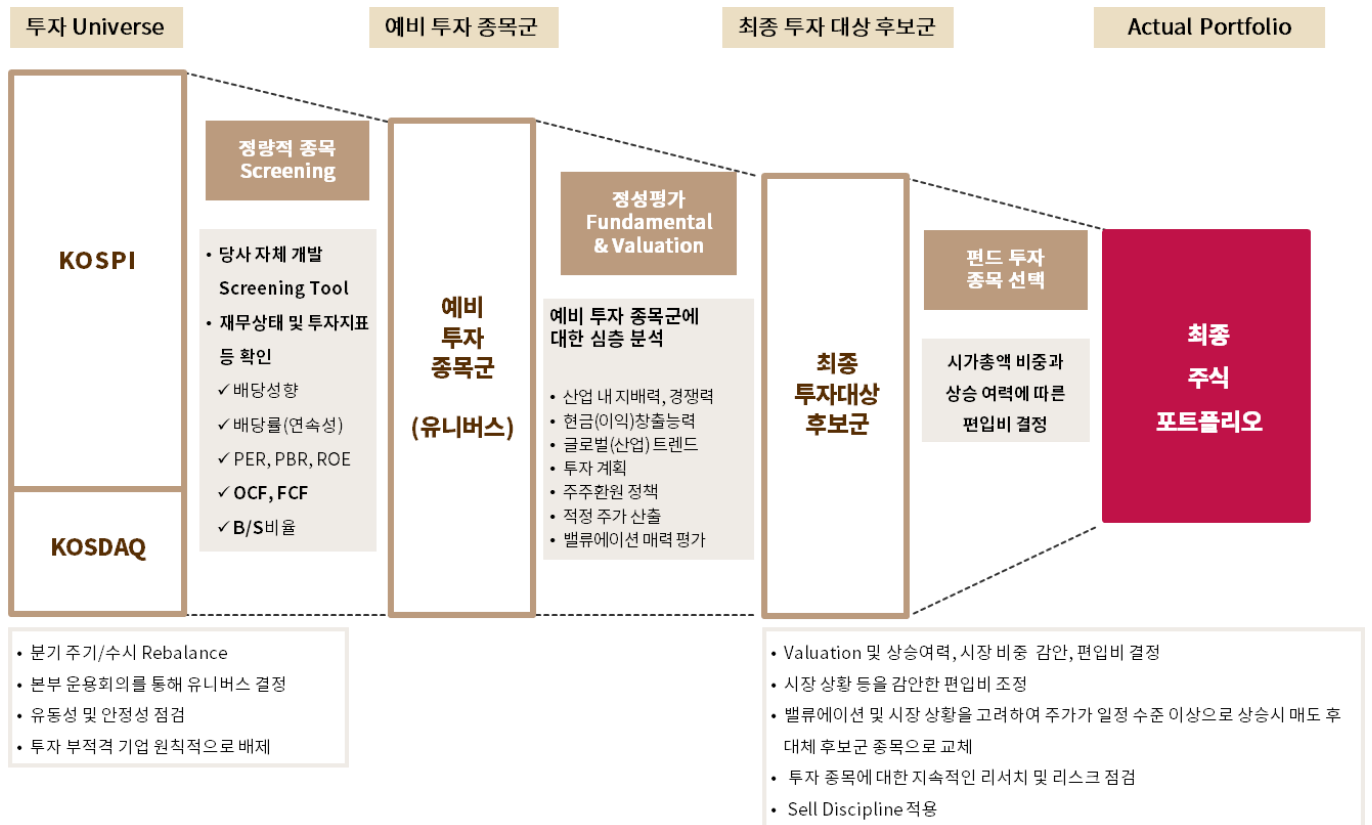 투자 Universe
예비 투자 종목군
최종 투자 대상 후보군
Actual Portfolio
KOSPI
KOSDAQ
정량적 종목
Screening
• 당사 자체 개발
Screening Tool
• 재무상태 및 투자지표
등 확인
✓배당성향
✓배당률(연속성)
✓PER, PBR, ROE
✓OCF, FCF
✓B/S비율
예비
투자
종목군
(유니버스)
정성평가
Fundamental
& Valuation
예비 투자 종목군에
대한 심층 분석
• 산업 내 지배력, 경쟁력
• 현금(이익)창출능력
• 글로벌(산업) 트렌드
• 투자 계획
• 주주환원 정책
• 적정 주가 산출
• 밸류에이션 매력 평가
최종
투자대상
후보군
펀드 투자
종목 선택
시가총액 비중과
상승 여력에 따른
편입비 결정
최종
주식
포트폴리오
• 분기 주기/수시 Rebalance
• 본부 운용회의를 통해 유니버스 결정
• 유동성 및 안정성 점검
• 투자 부적격 기업 원칙적으로 배제
• Valuation 및 상승여력, 시장 비중 감안, 편입비 결정
• 시장 상황 등을 감안한 편입비 조정
• 밸류에이션 및 시장 상황을 고려하여 주가가 일정 수준 이상으로 상승시 매도 후
대체 후보군 종목으로 교체
• 투자 종목에 대한 지속적인 리서치 및 리스크 점검
• Sell Discipline 적용